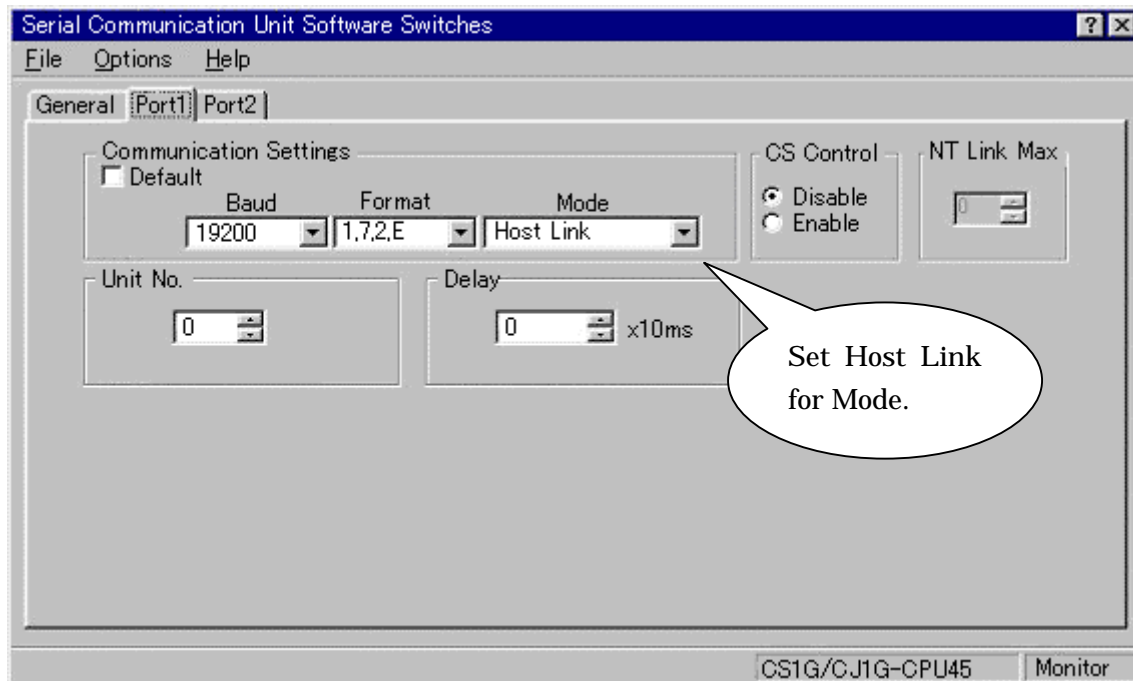 Serial Communication Unit Software Switches
File Options Help
General Port1 Port2
Communication Settings
Default
Baud Format Mode
19200 1,7,2,E Host Link
CS Control
Disable
Enable
NT Link Max
0
Unit No.
0
Delay
0 x10ms
Set Host Link
for Mode.
CS1G/CJ1G-CPU45 Monitor